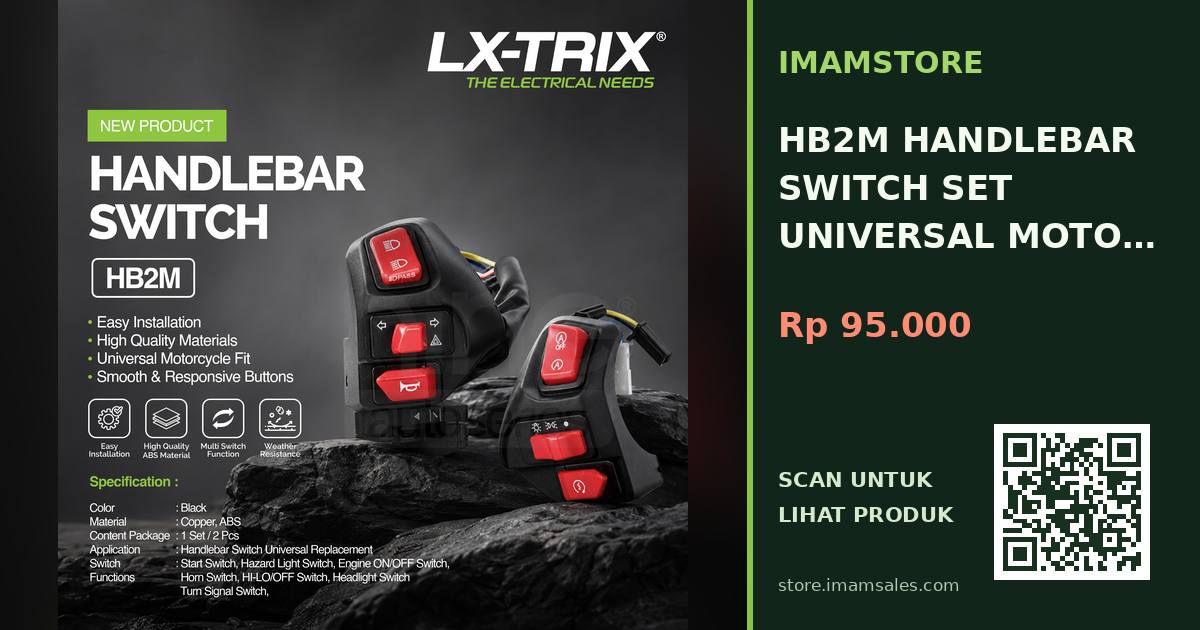 LX-TRIX®
THE ELECTRICAL NEEDS
NEW PRODUCT
HANDLEBAR
SWITCH
HB2M
• Easy Installation
• High Quality Materials
• Universal Motorcycle Fit
• Smooth & Responsive Buttons
Easy
Installation
High Quality
ABS Material
Multi Switch
Function
Weather
Resistance
Specification :
Color : Black
Material : Copper, ABS
Content Package : 1 Set / 2 Pcs
Application : Handlebar Switch Universal Replacement
Switch : Start Switch, Hazard Light Switch, Engine ON/OFF Switch,
Functions Horn Switch, HI-LO/OFF Switch, Headlight Switch
Turn Signal Switch,
OFF
IMAMSTORE
HB2M HANDLEBAR
SWITCH SET
UNIVERSAL MOTO...
Rp 95.000
SCAN UNTUK
LIHAT PRODUK
store.imamsales.com